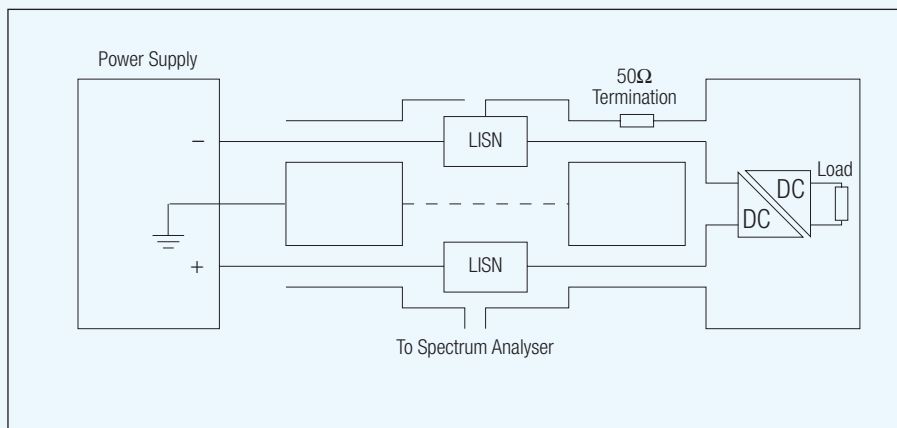 Power Supply
50Ω
Termination
−
LISN
Load
DC
DC
+
LISN
To Spectrum Analyser